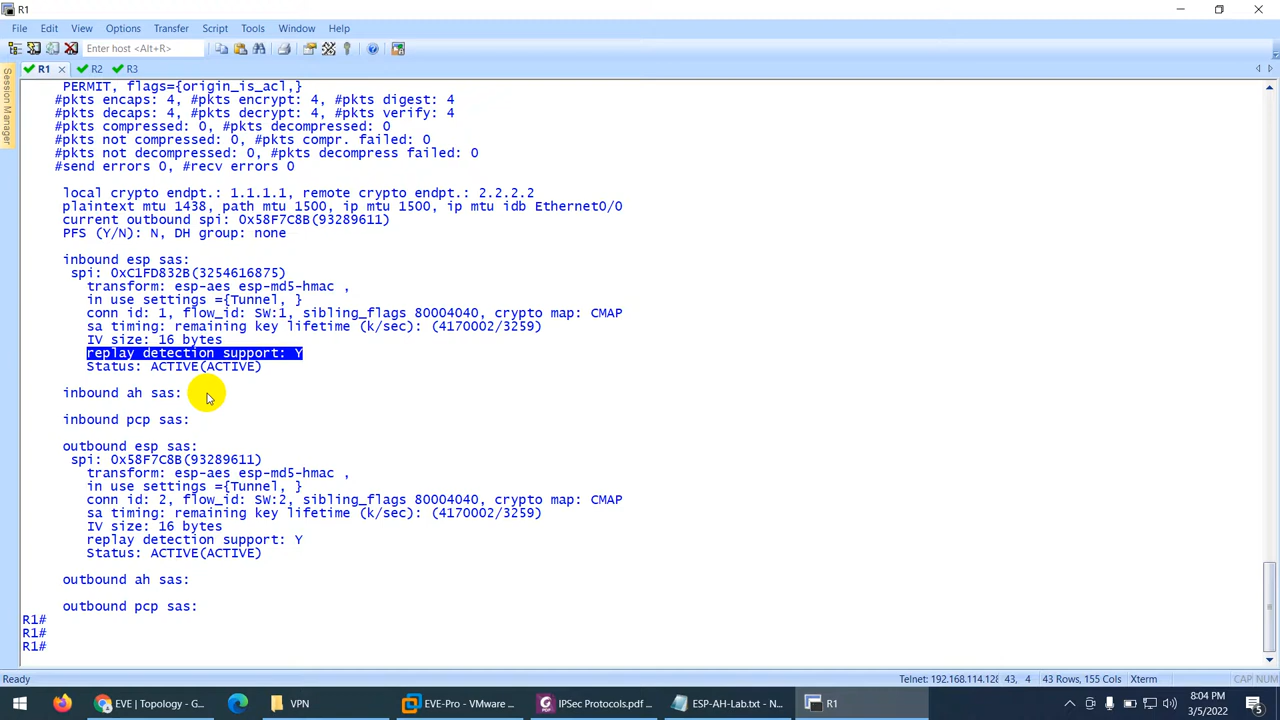 R1
File Edit View Options Transfer Script Tools Window Help
Enter host <Alt+R>
Session Manager
R1 R2 R3
PERMIT, flags={origin_is_acl,}
#pkts encaps: 4, #pkts encrypt: 4, #pkts digest: 4
#pkts decaps: 4, #pkts decrypt: 4, #pkts verify: 4
#pkts compressed: 0, #pkts decompressed: 0
#pkts not compressed: 0, #pkts compr. failed: 0
#pkts not decompressed: 0, #pkts decompress failed: 0
#send errors 0, #recv errors 0
local crypto endpt.: 1.1.1.1, remote crypto endpt.: 2.2.2.2
plaintext mtu 1438, path mtu 1500, ip mtu 1500, ip mtu idb Ethernet0/0
current outbound spi: 0x58F7C8B(93289611)
PFS (Y/N): N, DH group: none
inbound esp sas:
spi: 0xC1FD832B(3254616875)
transform: esp-aes esp-md5-hmac ,
in use settings ={Tunnel, }
conn id: 1, flow_id: SW:1, sibling_flags 80004040, crypto map: CMAP
sa timing: remaining key lifetime (k/sec): (4170002/3259)
IV size: 16 bytes
replay detection support: Y
Status: ACTIVE(ACTIVE)
inbound ah sas:
inbound pcp sas:
outbound esp sas:
spi: 0x58F7C8B(93289611)
transform: esp-aes esp-md5-hmac ,
in use settings ={Tunnel, }
conn id: 2, flow_id: SW:2, sibling_flags 80004040, crypto map: CMAP
sa timing: remaining key lifetime (k/sec): (4170002/3259)
IV size: 16 bytes
replay detection support: Y
Status: ACTIVE(ACTIVE)
outbound ah sas:
outbound pcp sas:
R1#
R1#
R1#
Ready Telnet: 192.168.114.128 43, 4 43 Rows, 155 Cols Xterm CAP NUM
EVE | Topology - G... VPN EVE-Pro - VMware ... IPSec Protocols.pdf ... ESP-AH-Lab.txt - N... R1 8:04 PM
3/5/2022